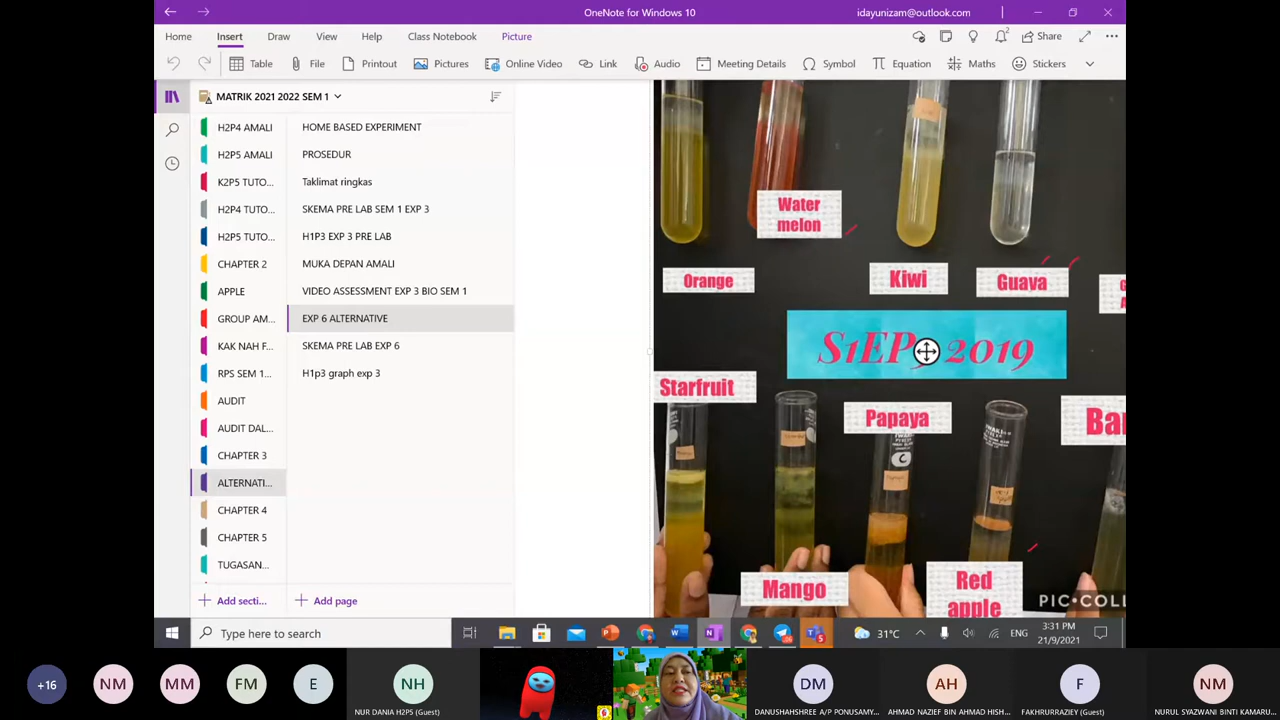 OneNote for Windows 10
idayunizam@outlook.com
Home
Insert
Draw
View
Help
Class Notebook
Picture
2
Share
Table
File
Printout
Pictures
Online Video
Link
Audio
Meeting Details
Symbol
Equation
Maths
Stickers
MATRIK 2021 2022 SEM 1
H2P4 AMALI
H2P5 AMALI
K2P5 TUTO...
H2P4 TUTO...
H2P5 TUTO...
CHAPTER 2
APPLE
GROUP AM...
KAK NAH F...
RPS SEM 1...
AUDIT
AUDIT DAL...
CHAPTER 3
ALTERNATI...
CHAPTER 4
CHAPTER 5
TUGASAN...
Add secti...
HOME BASED EXPERIMENT
PROSEDUR
Taklimat ringkas
SKEMA PRE LAB SEM 1 EXP 3
H1P3 EXP 3 PRE LAB
MUKA DEPAN AMALI
VIDEO ASSESSMENT EXP 3 BIO SEM 1
EXP 6 ALTERNATIVE
SKEMA PRE LAB EXP 6
H1p3 graph exp 3
Add page
Water
melon
Orange
Kiwi
Guava
2019
Starfruit
Papaya
Mango
Red
apple
PIC•COLL
Type here to search
31°C
ENG
3:31 PM
21/9/2021
+16
NM
MM
FM
E
NH
NUR DANIA H2P5 (Guest)
DM
DANUSHAHSHREE A/P PONUSAMY...
AH
AHMAD NAZIEF BIN AHMAD HISH...
F
FAKHRURRAZIEY (Guest)
NM
NURUL SYAZWANI BINTI KAMARU...